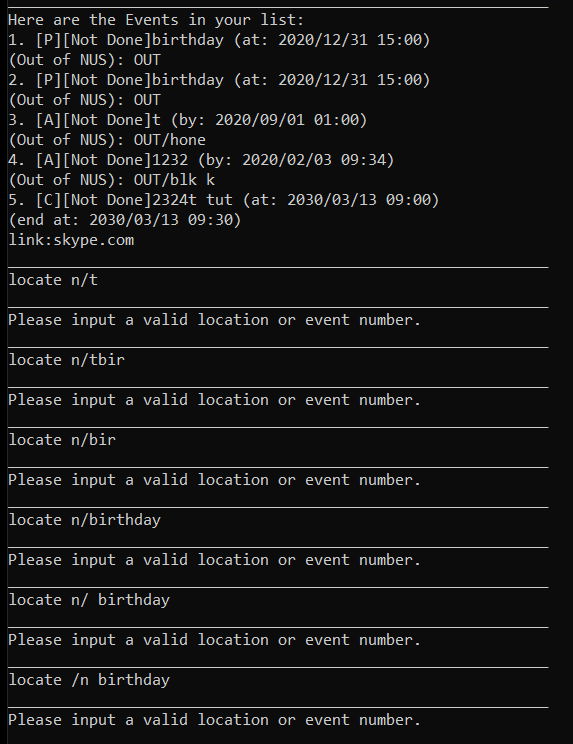 Here are the Events in your list:
1. [P][Not Done]birthday (at: 2020/12/31 15:00)
(Out of NUS): OUT
2. [P][Not Done]birthday (at: 2020/12/31 15:00)
(Out of NUS): OUT
3. [A][Not Done]t (by: 2020/09/01 01:00)
(Out of NUS): OUT/hone
4. [A][Not Done]1232 (by: 2020/02/03 09:34)
(Out of NUS): OUT/blk k
5. [C][Not Done]2324t tut (at: 2030/03/13 09:00)
(end at: 2030/03/13 09:30)
link:skype.com
locate n/t
Please input a valid location or event number.
locate n/tbir
Please input a valid location or event number.
locate n/bir
Please input a valid location or event number.
locate n/birthday
Please input a valid location or event number.
locate n/ birthday
Please input a valid location or event number.
locate /n birthday
Please input a valid location or event number.